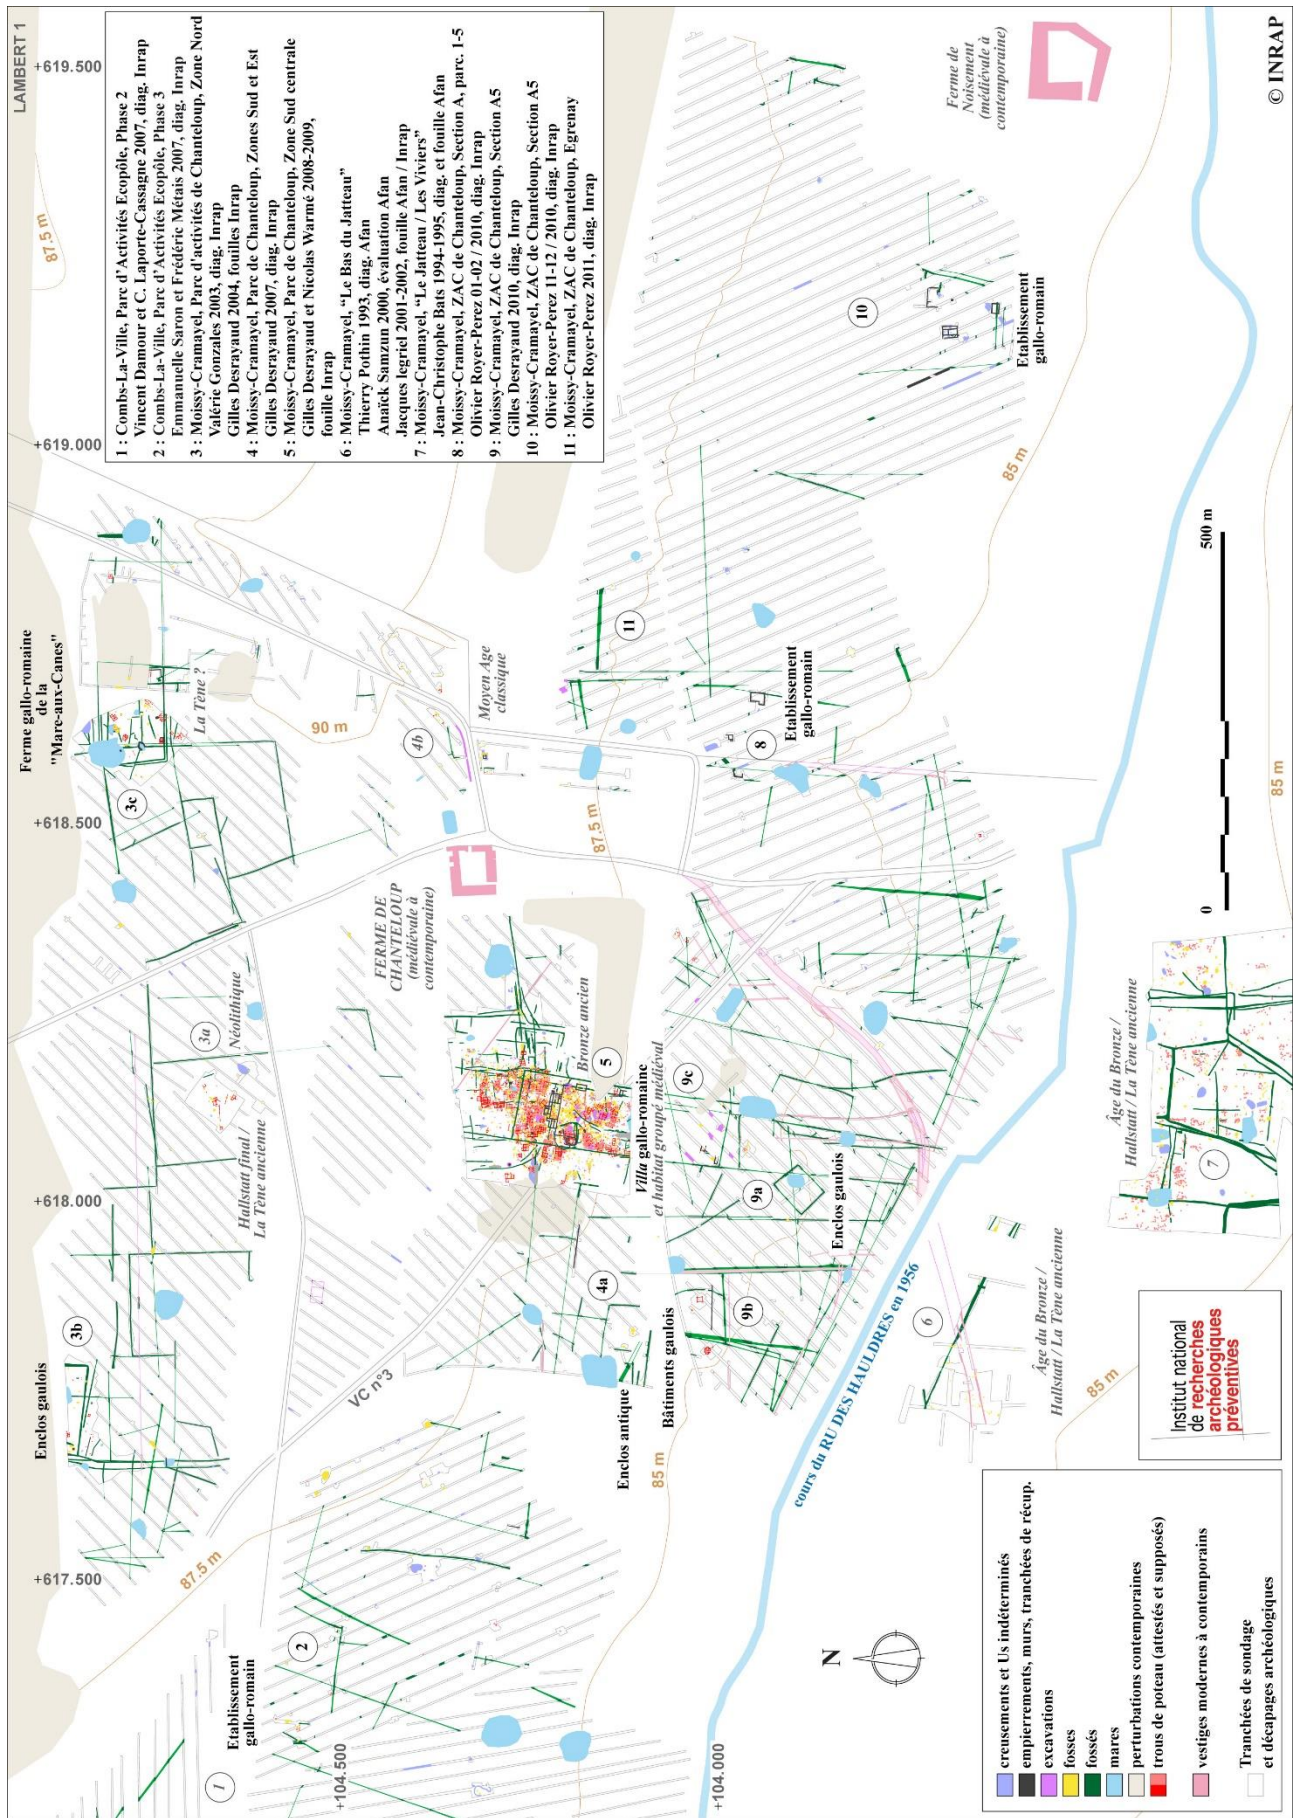 LAMBERT 1
+619.500
+619.000
+618.500
+618.000
+617.500
+104.500
+104.000
1 : Combs-La-Ville, Parc d'Activités Ecopôle, Phase 2
Vincent Damour et C. Laporte-Cassagne 2007, diag. Inrap
2 : Combs-La-Ville, Parc d'Activités Ecopôle, Phase 3
Emmanuelle Saron et Frédéric Métais 2007, diag. Inrap
3 : Moissy-Cramayel, Parc d'activités de Chanteloup, Zone Nord
Valérie Gonzales 2003, diag. Inrap
Gilles Desrayaud 2004, fouilles Inrap
4 : Moissy-Cramayel, Parc de Chanteloup, Zones Sud et Est
Gilles Desrayaud 2007, diag. Inrap
5 : Moissy-Cramayel, Parc de Chanteloup, Zone Sud centrale
Gilles Desrayaud et Nicolas Warmé 2008-2009,
fouille Inrap
6 : Moissy-Cramayel, "Le Bas du Jatteau"
Thierry Pothin 1993, diag. Afan
Anaïck Samzun 2000, évaluation Afan
Jacques legriel 2001-2002, fouille Afan / Inrap
7 : Moissy-Cramayel, "Le Jatteau / Les Viviers"
Jean-Christophe Bats 1994-1995, diag. et fouille Afan
8 : Moissy-Cramayel, ZAC de Chanteloup, Section A, parc. 1-5
Olivier Royer-Perez 01-02 / 2010, diag. Inrap
9 : Moissy-Cramayel, ZAC de Chanteloup, Section A5
Gilles Desrayaud 2010, diag. Inrap
10 : Moissy-Cramayel, ZAC de Chanteloup, Section A5
Olivier Royer-Perez 11-12 / 2010, diag. Inrap
11 : Moissy-Cramayel, ZAC de Chanteloup, Egrenay
Olivier Royer-Perez 2011, diag. Inrap
87.5 m
Ferme gallo-romaine
de la
"Mare-aux-Canes"
3c
La Tène ?
90 m
4b
Moyen Age
classique
11
10
Ferme de
Noisement
(médiévale à
contemporaine)
© INRAP
Etablissement
gallo-romain
85 m
8
Etablissement
gallo-romain
87.5 m
FERME DE
CHANTELOUP
(médiévale à
contemporaine)
3a
Néolithique
Hallstatt final /
La Tène ancienne
Bronze ancien
5
Villa gallo-romaine
et habitat groupé médiéval
9c
9a
Enclos gaulois
9b
Bâtiments gaulois
4a
Enclos antique
85 m
VC n°3
Enclos gaulois
3b
87.5 m
2
Etablissement
gallo-romain
1
cours du RU DES HAULDRES en 1956
6
Âge du Bronze /
Hallstatt / La Tène ancienne
Âge du Bronze /
Hallstatt / La Tène ancienne
7
85 m
85 m
0
500 m
N
Institut national
de recherches
archéologiques
préventives
creusements et Us indéterminés
empierrements, murs, tranchées de récup.
excavations
fosses
fossés
mares
perturbations contemporaines
trous de poteau (attestés et supposés)
vestiges modernes à contemporains
Tranchées de sondage
et décapages archéologiques